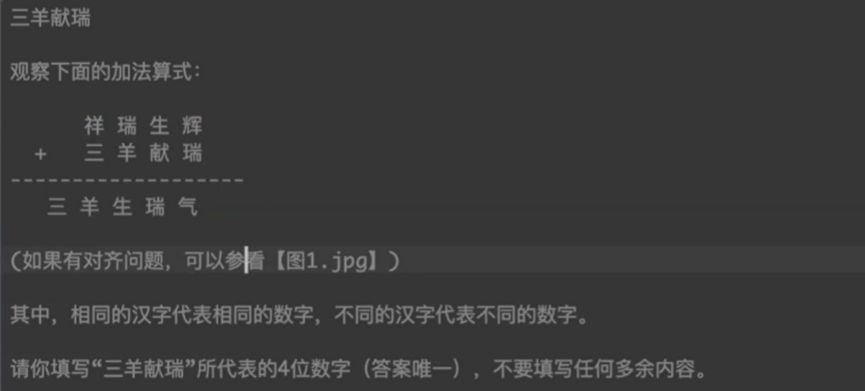 三羊献瑞
观察下面的加法算式：
祥 瑞 生 辉
+ 三 羊 献 瑞
-------------------
三 羊 生 瑞 气
（如果有对齐问题，可以参看【图1.jpg】）
其中，相同的汉字代表相同的数字，不同的汉字代表不同的数字。
请你填写“三羊献瑞”所代表的4位数字（答案唯一），不要填写任何多余内容。